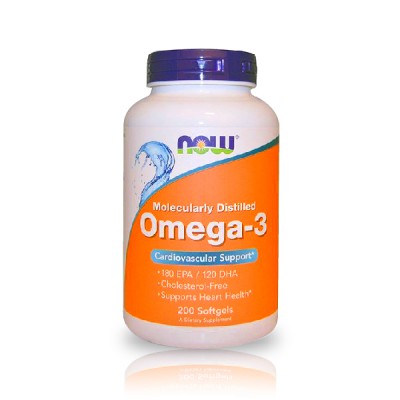 NOW
Molecularly Distilled
Omega-3
Cardiovascular Support*
•180 EPA / 120 DHA
•Cholesterol-Free
•Supports Heart Health*
200 Softgels
A Dietary Supplement